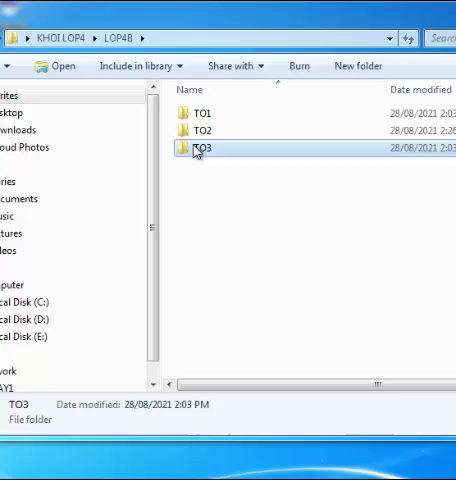 KHOI LOP4 LOP4B Searc
Open Include in library Share with Burn New folder
rites
sktop
wnloads
oud Photos
ries
cuments
usic
tures
eos
puter
cal Disk (C:)
cal Disk (D:)
cal Disk (E:)
work
AY1
Name Date modified
TO1 28/08/2021 2:03
TO2 28/08/2021 2:26
TO3 28/08/2021 2:03
TO3 Date modified: 28/08/2021 2:03 PM
File folder